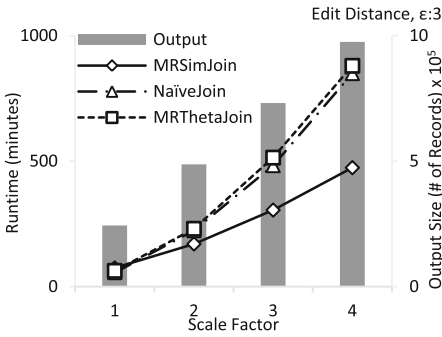 Edit Distance, ε:3
1000
10
Output
MRSimJoin
NaïveJoin
MRThetaJoin
Runtime (minutes)
500
5
Output Size (# of Records) x 10⁵
0
0
1 2 3 4
Scale Factor